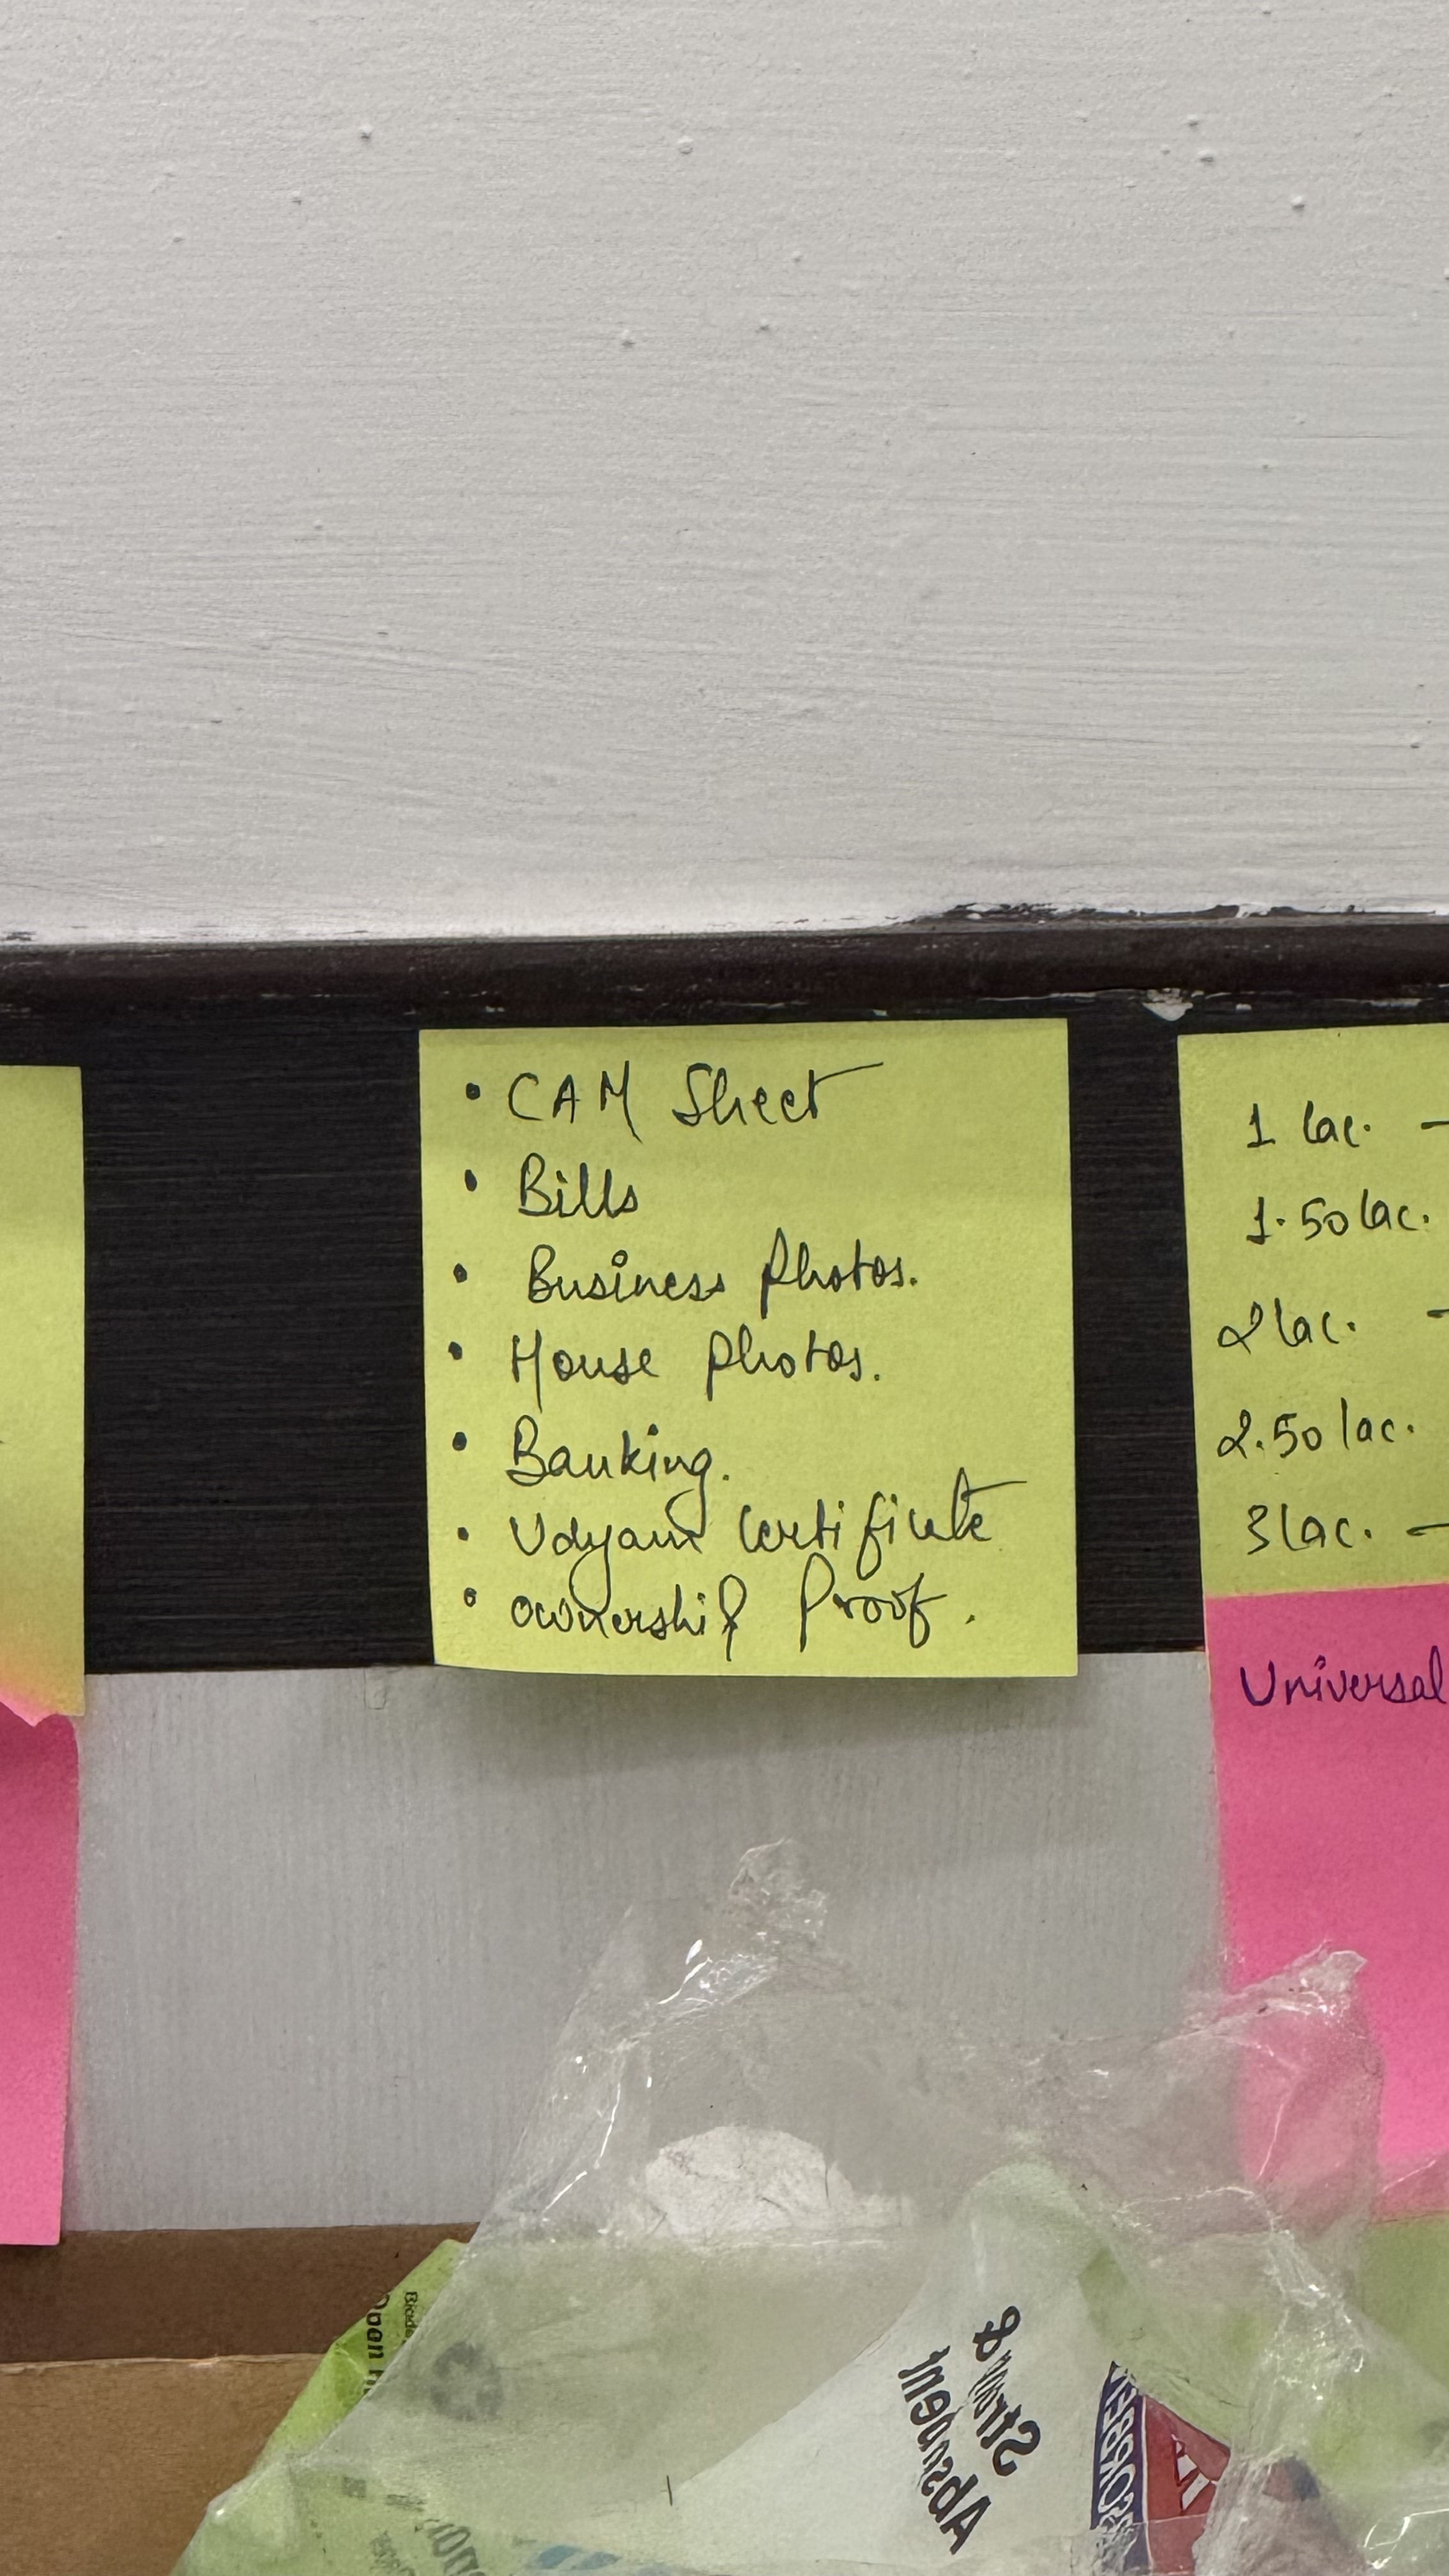 • CAM Sheet
• Bills
• Business photos.
• House photos.
• Banking.
• Udyam Certificate
• ownership Proof.
1 lac. —
1.50 lac.
2 lac. -
2.50 lac.
3 lac. —
Universal
Strong &
Absorbent